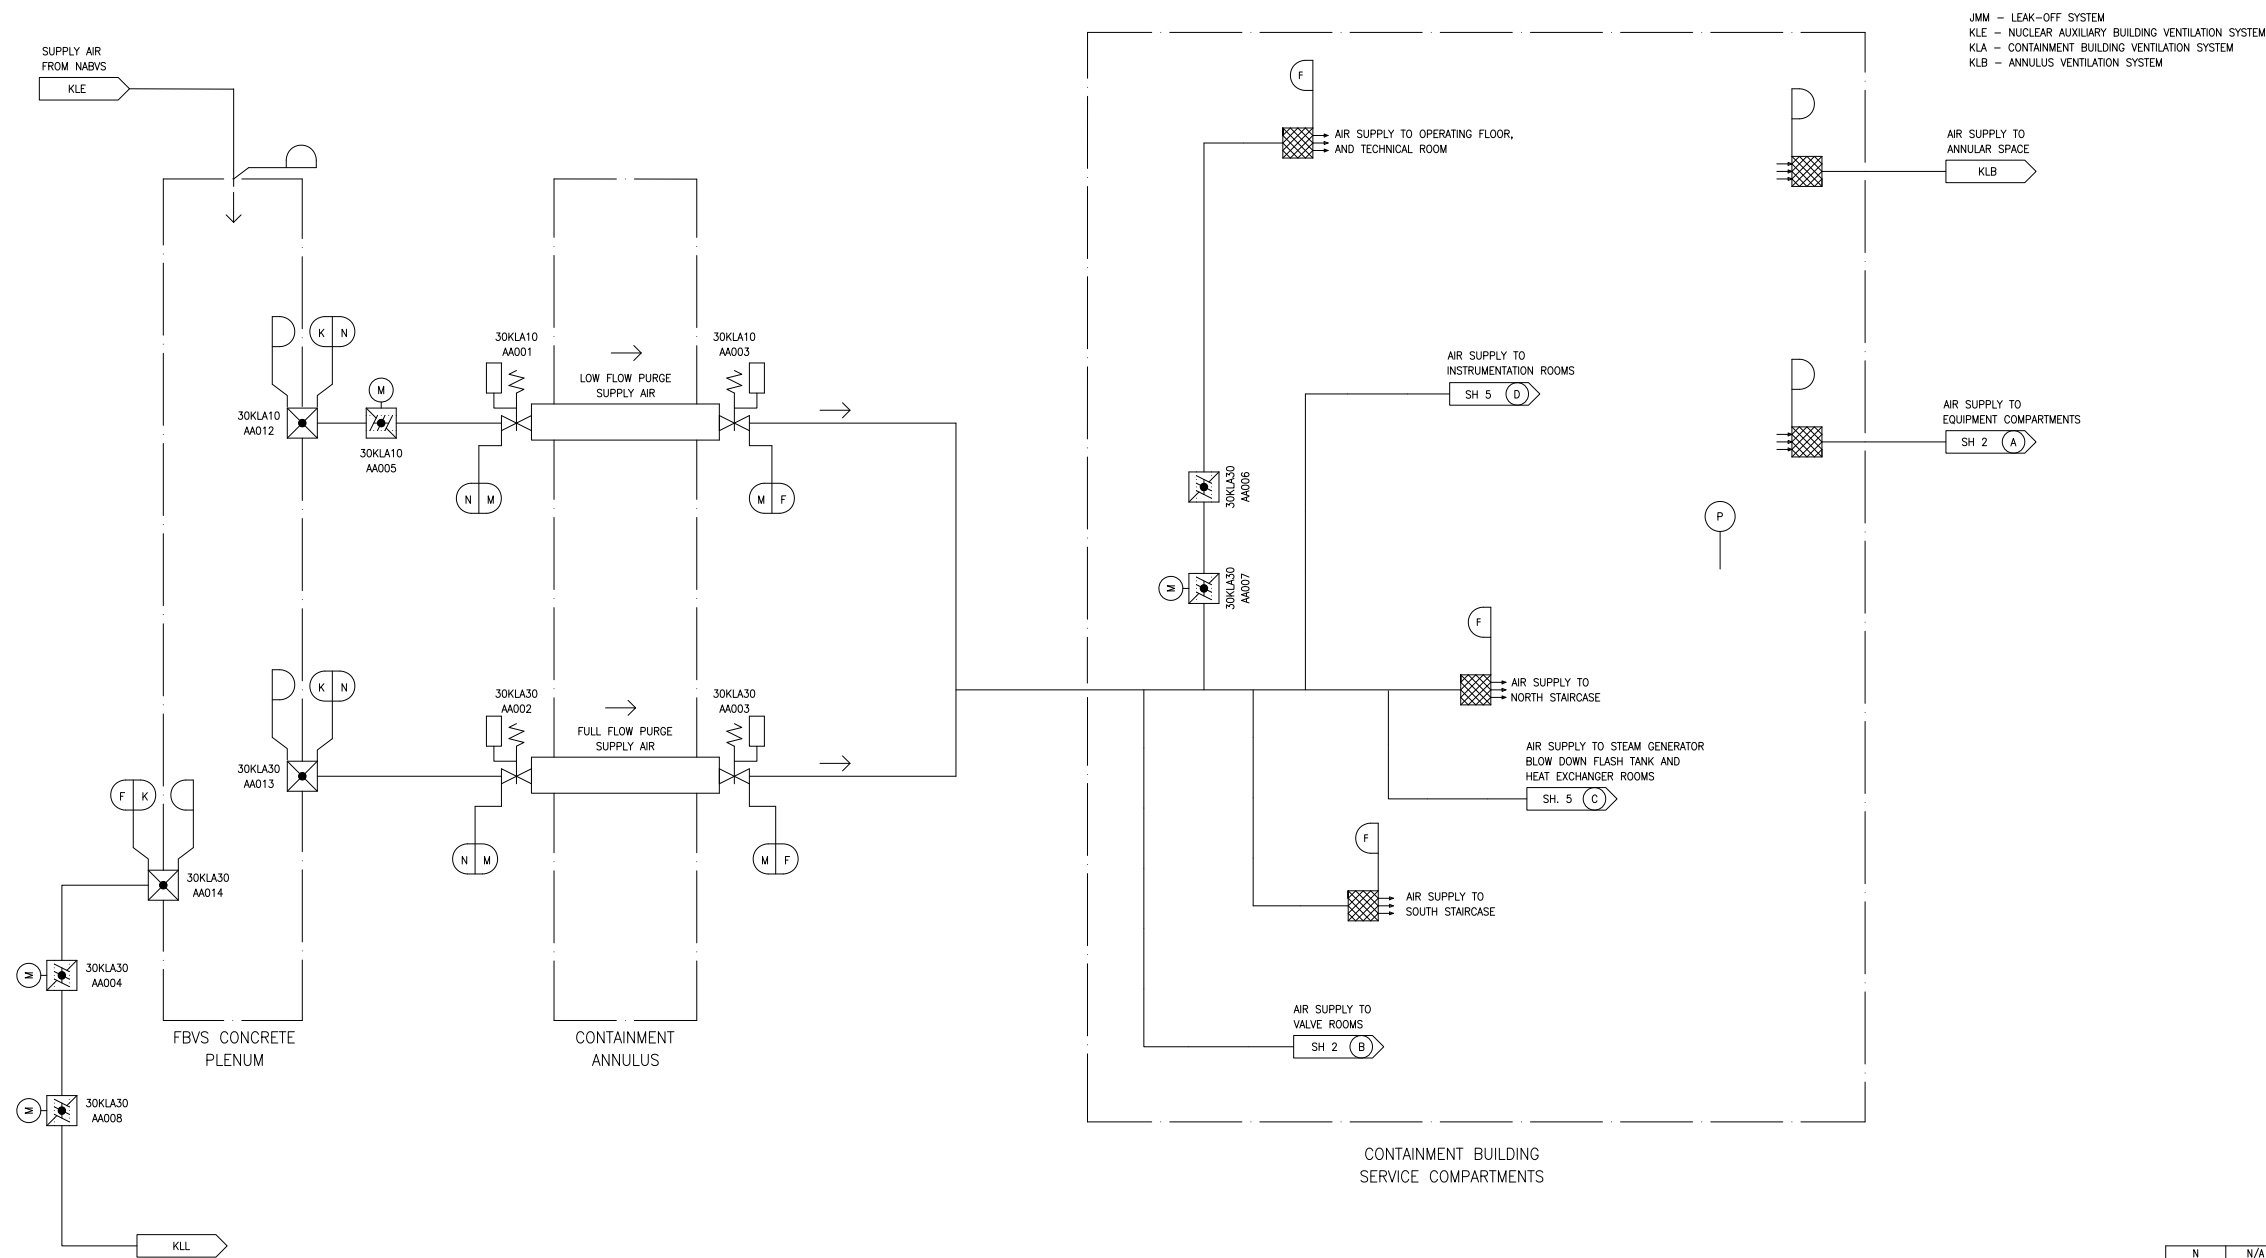 JMM – LEAK-OFF SYSTEM
KLE – NUCLEAR AUXILIARY BUILDING VENTILATION SYSTEM
KLA – CONTAINMENT BUILDING VENTILATION SYSTEM
KLB – ANNULUS VENTILATION SYSTEM
SUPPLY AIR
FROM NABVS
KLE
F
AIR SUPPLY TO OPERATING FLOOR,
AND TECHNICAL ROOM
AIR SUPPLY TO
ANNULAR SPACE
KLB
K N
30KLA10
AA012
M
30KLA10
AA005
30KLA10
AA001
N M
LOW FLOW PURGE
SUPPLY AIR
30KLA10
AA003
M F
AIR SUPPLY TO
INSTRUMENTATION ROOMS
SH 5 D
AIR SUPPLY TO
EQUIPMENT COMPARTMENTS
SH 2 A
30KLA30
AA006
P
M
30KLA30
AA007
K N
30KLA30
AA013
30KLA30
AA002
N M
FULL FLOW PURGE
SUPPLY AIR
30KLA30
AA003
M F
F
AIR SUPPLY TO
NORTH STAIRCASE
AIR SUPPLY TO STEAM GENERATOR
BLOW DOWN FLASH TANK AND
HEAT EXCHANGER ROOMS
SH. 5 C
F K
30KLA30
AA014
F
AIR SUPPLY TO
SOUTH STAIRCASE
M
30KLA30
AA004
AIR SUPPLY TO
VALVE ROOMS
SH 2 B
FBVS CONCRETE
PLENUM
CONTAINMENT
ANNULUS
M
30KLA30
AA008
CONTAINMENT BUILDING
SERVICE COMPARTMENTS
KLL
N N/A